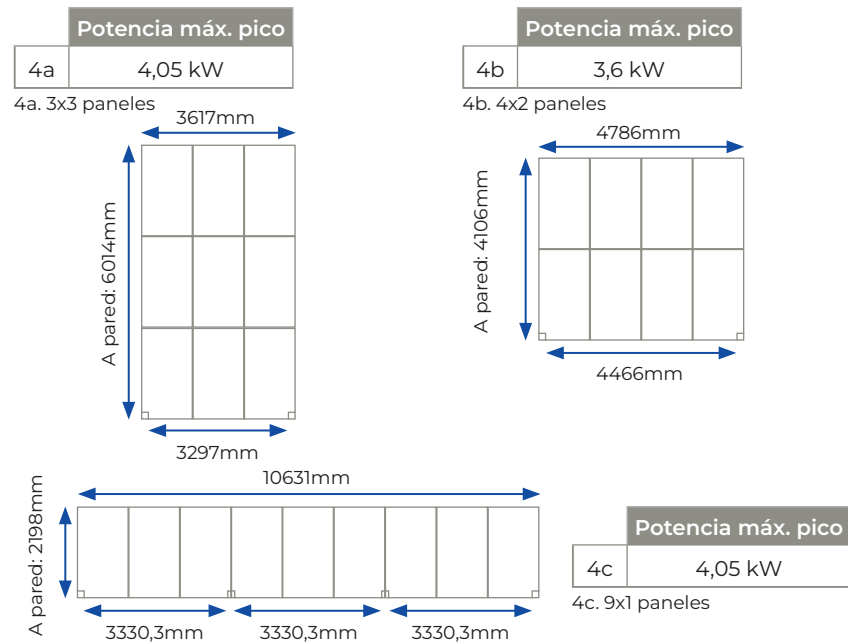 Potencia máx. pico
4a 4,05 kW
4a. 3x3 paneles
3617mm
A pared: 6014mm
3297mm
Potencia máx. pico
4b 3,6 kW
4b. 4x2 paneles
4786mm
A pared: 4106mm
4466mm
10631mm
A pared: 2198mm
3330,3mm 3330,3mm 3330,3mm
Potencia máx. pico
4c 4,05 kW
4c. 9x1 paneles